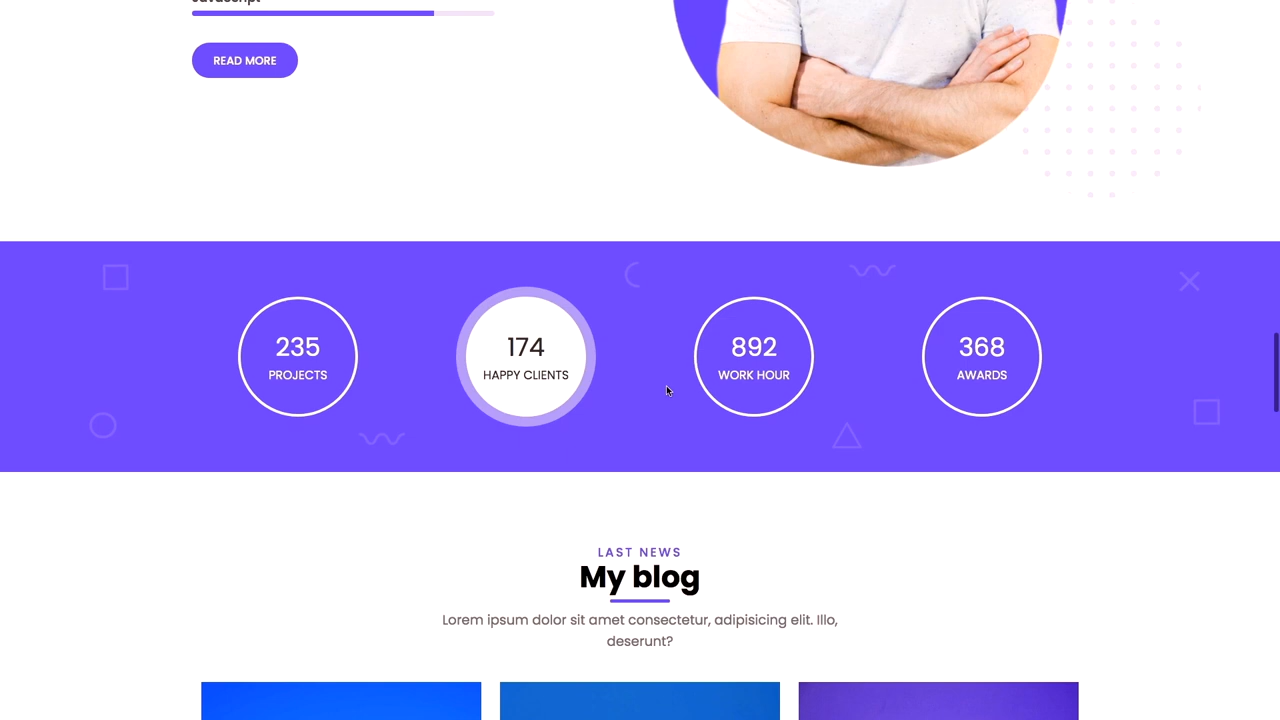 Javascript
READ MORE
235
PROJECTS
174
HAPPY CLIENTS
892
WORK HOUR
368
AWARDS
LAST NEWS
My blog
Lorem ipsum dolor sit amet consectetur, adipisicing elit. Illo,
deserunt?